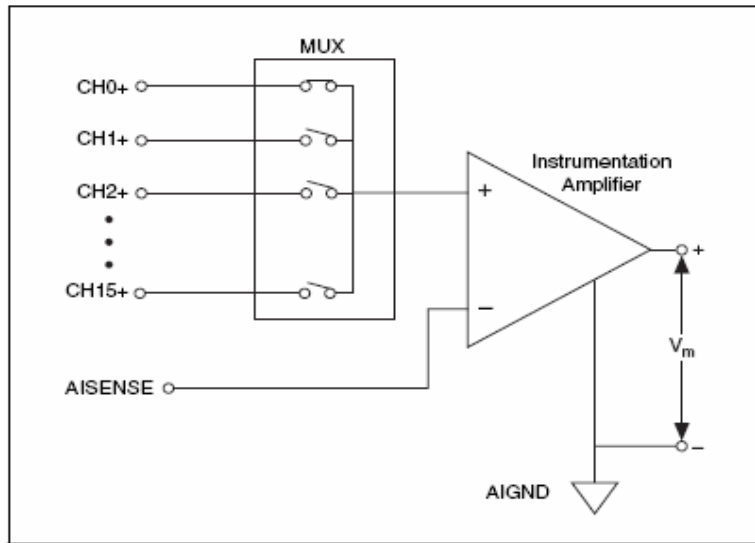 MUX
CH0+
CH1+
CH2+
CH15+
Instrumentation
Amplifier
+
−
+
Vm
−
AISENSE
AIGND